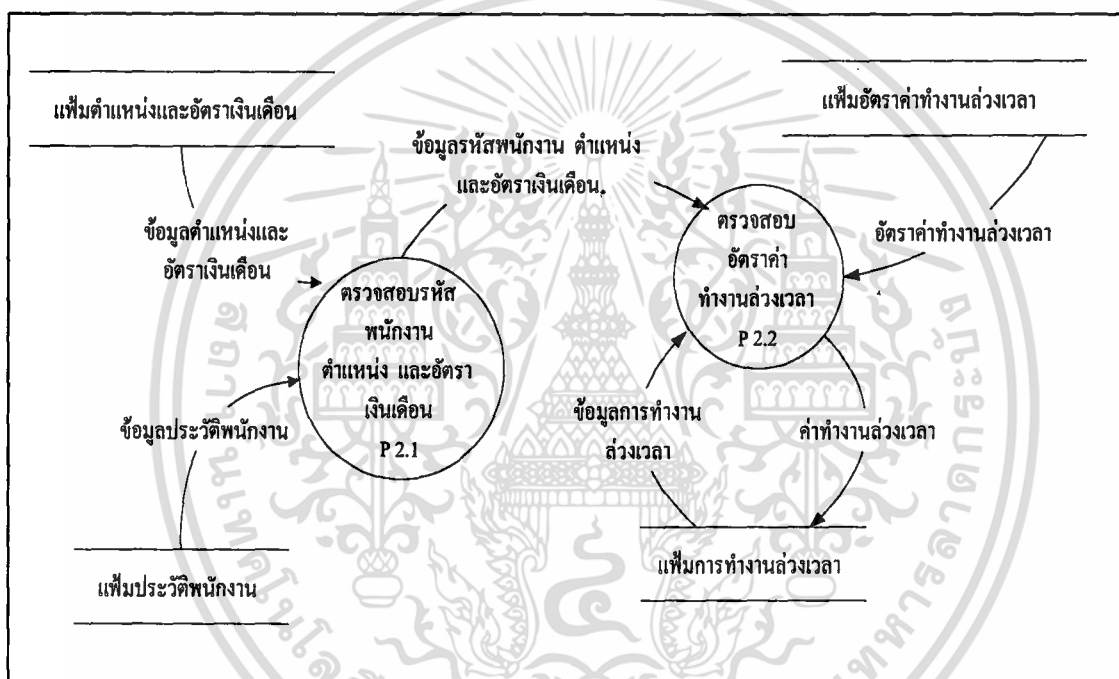 แฟ้มตำแหน่งและอัตราเงินเดือน
แฟ้มอัตราค่าทำงานล่วงเวลา
ข้อมูลรหัสพนักงาน ตำแหน่ง
และอัตราเงินเดือน
ข้อมูลตำแหน่งและ
อัตราเงินเดือน
ตรวจสอบ
อัตราค่า
ทำงานล่วงเวลา
P 2.2
อัตราค่าทำงานล่วงเวลา
ตรวจสอบรหัส
พนักงาน
ตำแหน่ง และอัตรา
เงินเดือน
P 2.1
ข้อมูลประวัติพนักงาน
ข้อมูลการทำงาน
ล่วงเวลา
ค่าทำงานล่วงเวลา
แฟ้มประวัติพนักงาน
แฟ้มการทำงานล่วงเวลา